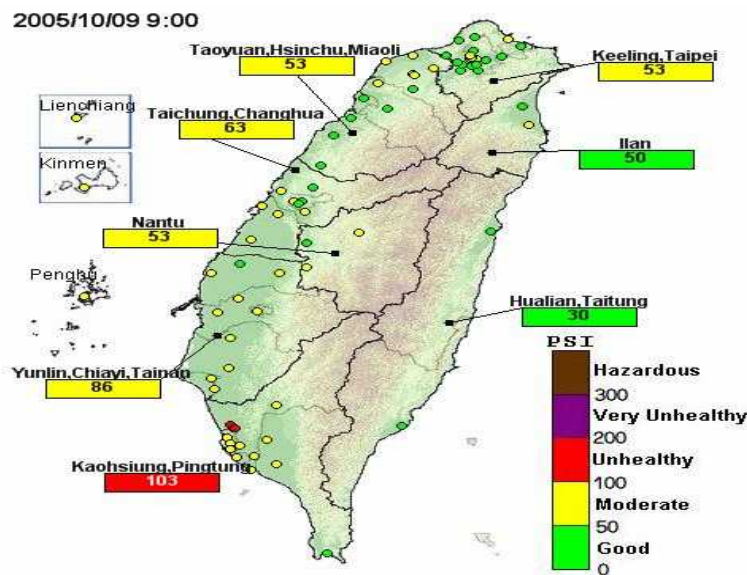 2005/10/09 9:00
Taoyuan,Hsinchu,Miaoli
53
Keeling,Taipei
53
Lienchiang
Taichung,Changhua
63
Ilan
50
Kinmen
Nantu
53
Penghu
Hualian,Taitung
30
Yunlin,Chiayi,Tainan
86
Kaohsiung,Pingtung
103
PSI
Hazardous
300
Very Unhealthy
200
Unhealthy
100
Moderate
50
Good
0